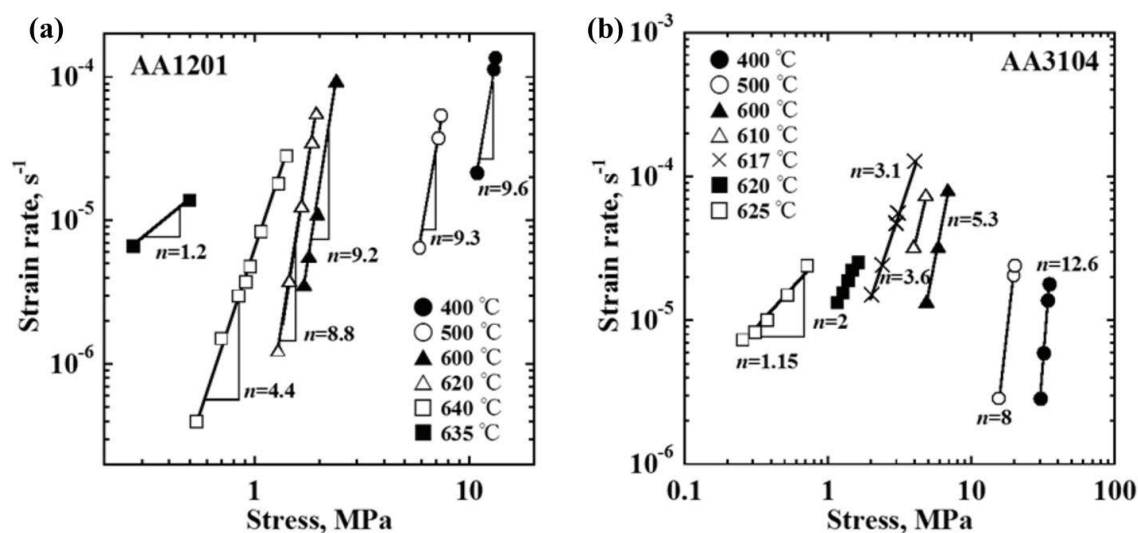 (a)
AA1201
10⁻⁴
10⁻⁵
10⁻⁶
Strain rate, s⁻¹
n=1.2
n=4.4
n=8.8
n=9.2
n=9.3
n=9.6
400 °C
500 °C
600 °C
620 °C
640 °C
635 °C
1
10
Stress, MPa
(b)
AA3104
10⁻³
10⁻⁴
10⁻⁵
10⁻⁶
Strain rate, s⁻¹
400 °C
500 °C
600 °C
610 °C
617 °C
620 °C
625 °C
n=3.1
n=5.3
n=3.6
n=12.6
n=2
n=1.15
n=8
0.1
1
10
100
Stress, MPa